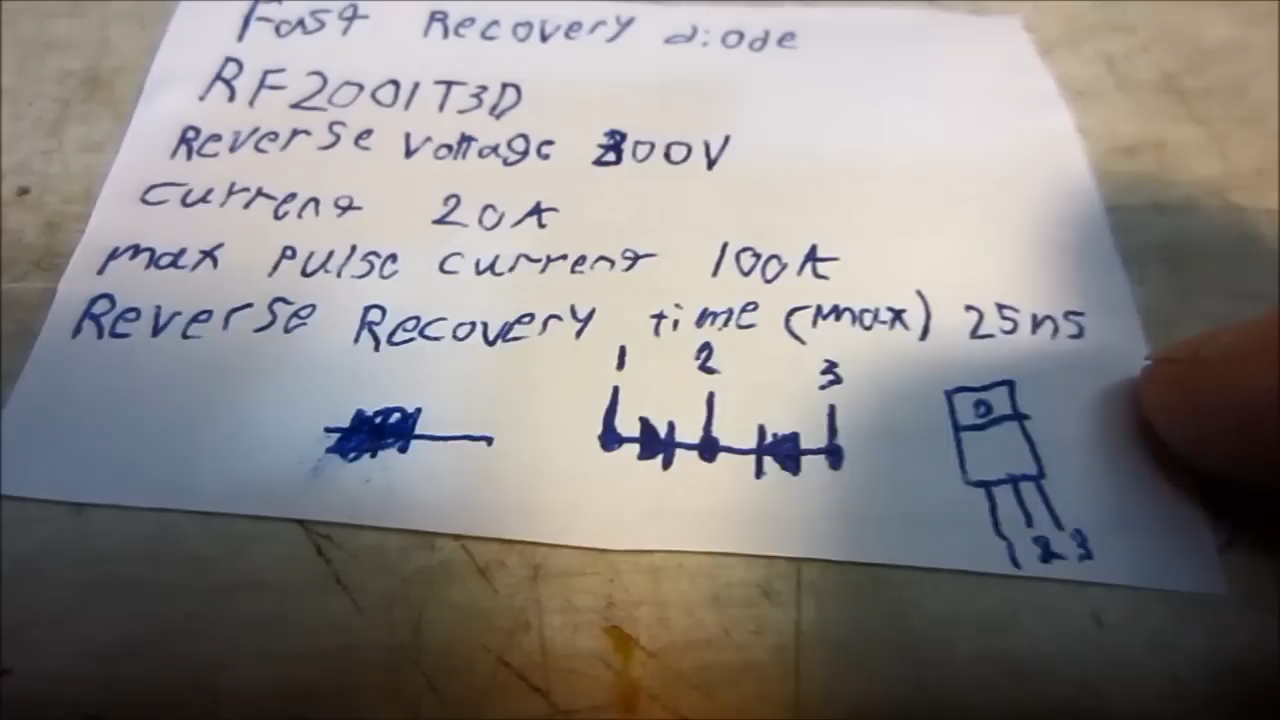 Fast Recovery diode
RF2001T3D
Reverse Voltage 300V
Current 20A
max pulse current 100A
Reverse Recovery time (max) 25ns
1 2 3
1 2 3